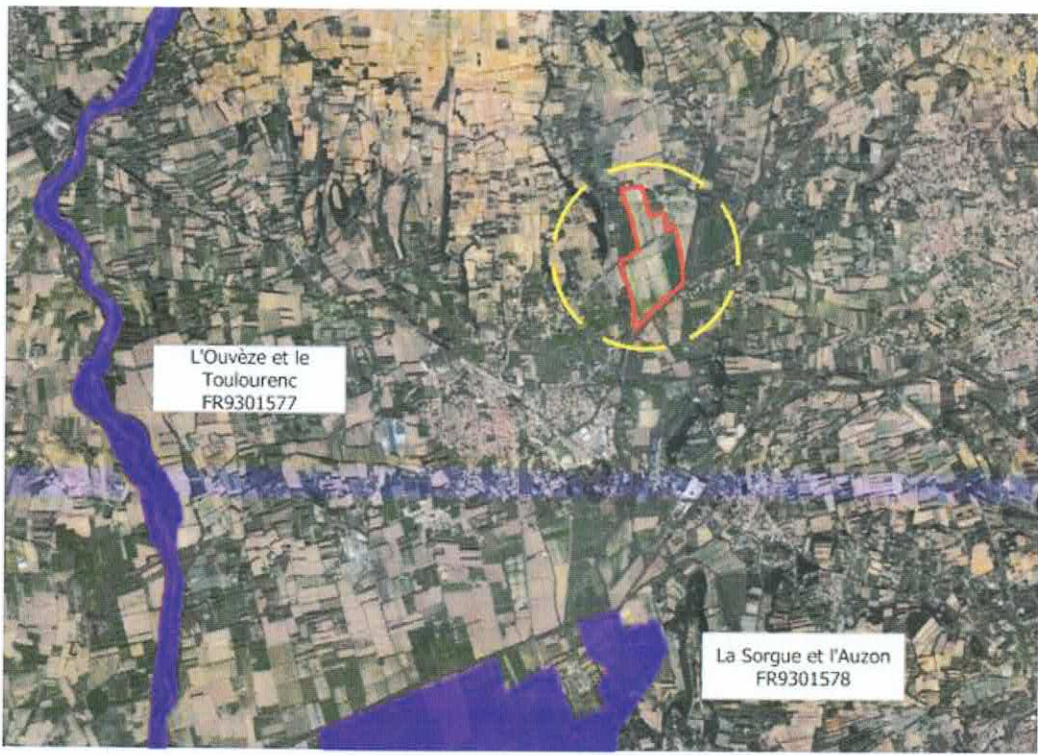 L'Ouvèze et le
Toulourenc
FR9301577
La Sorgue et l'Auzon
FR9301578